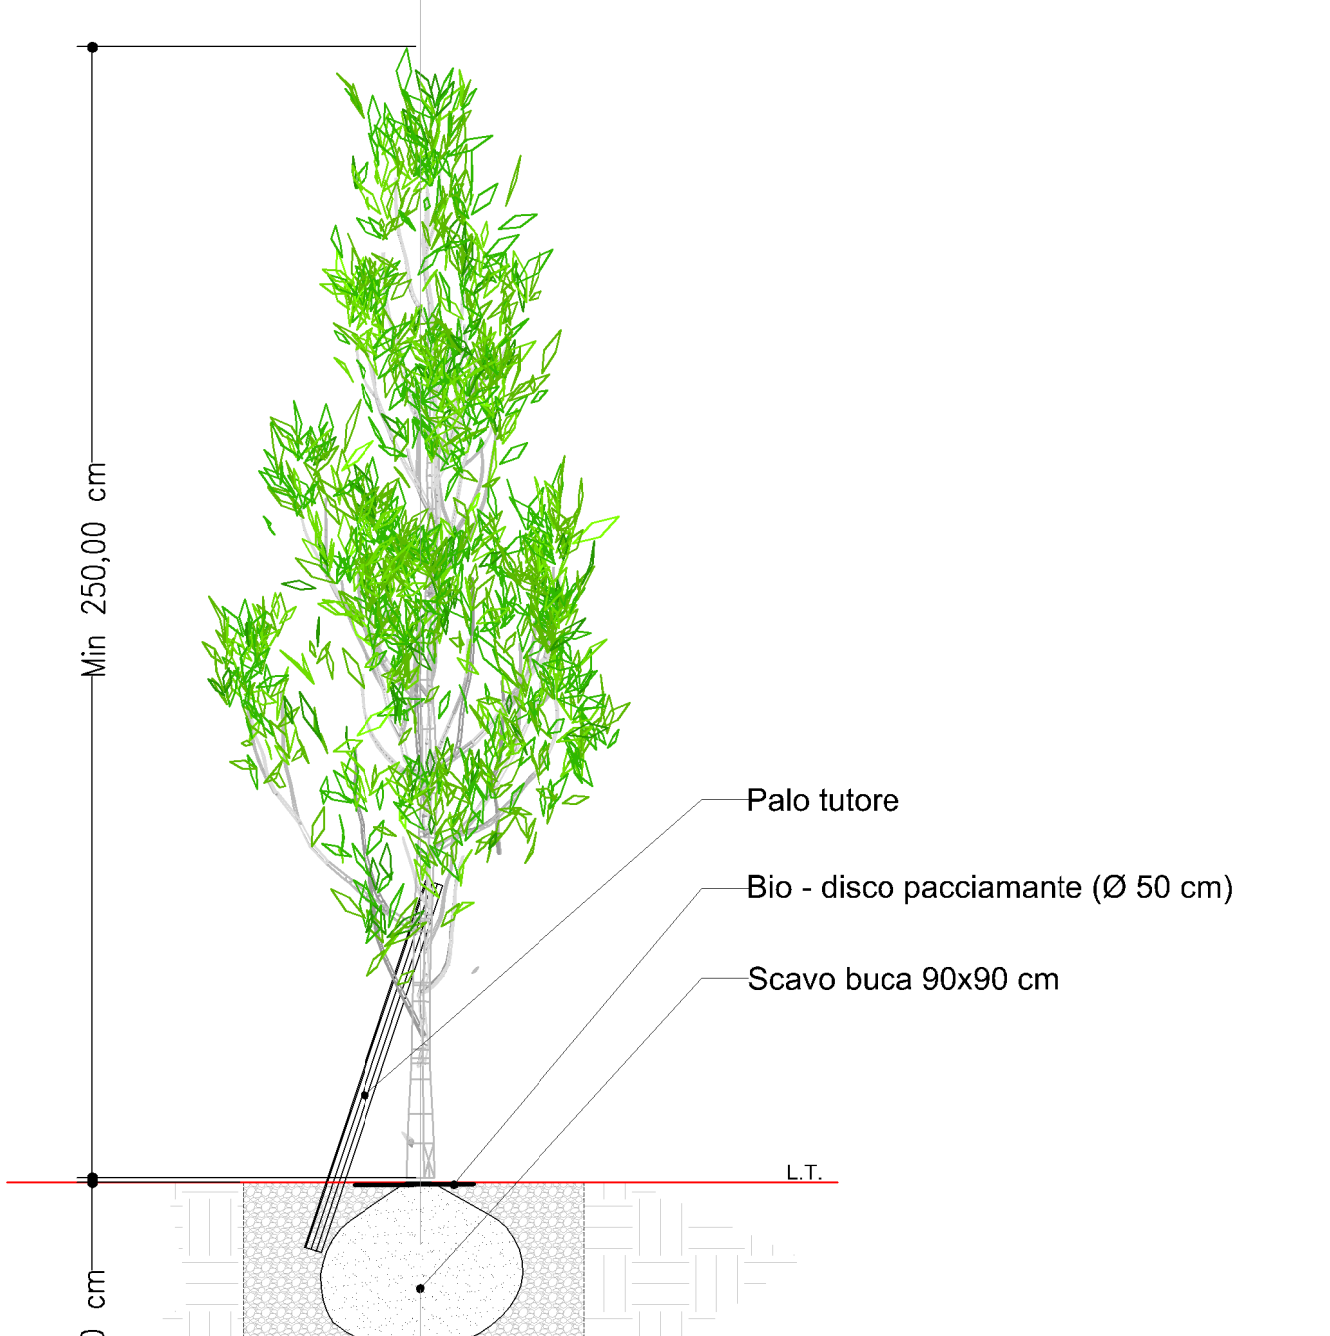 Min 250,00 cm
Palo tutore
Bio - disco pacciamante (Ø 50 cm)
Scavo buca 90x90 cm
L.T.
cm